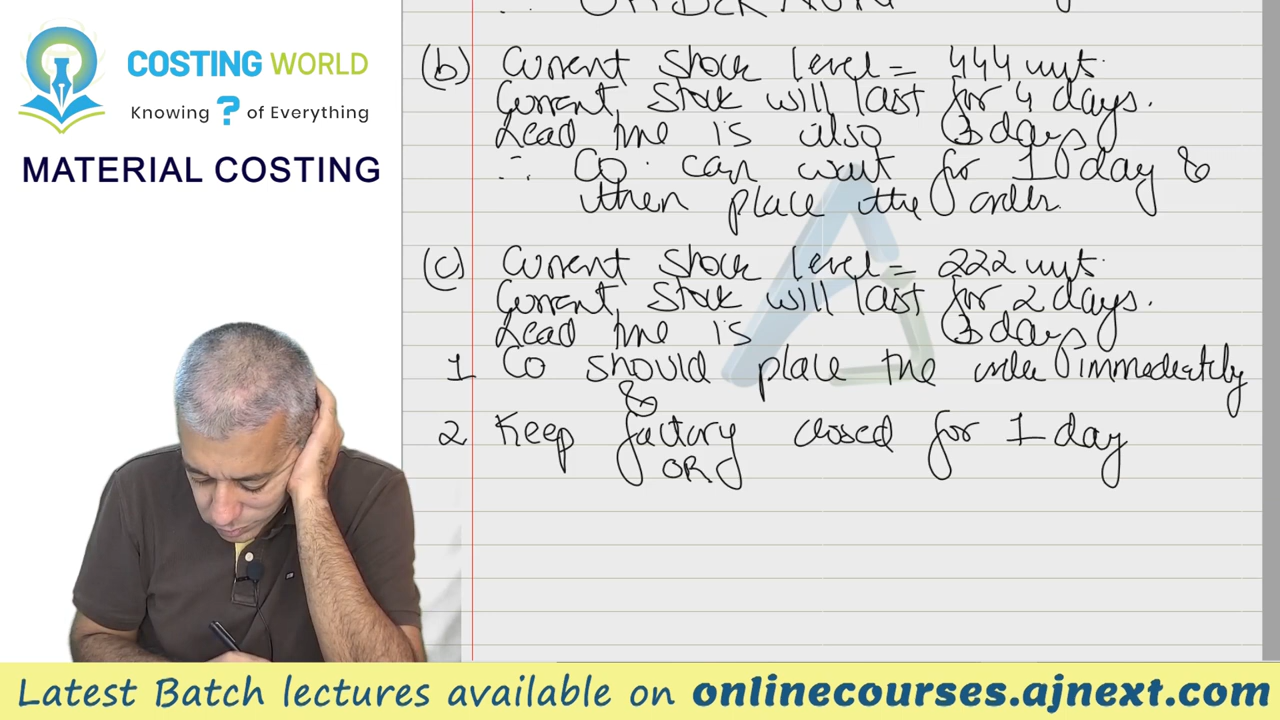 COSTING WORLD
Knowing ? of Everything
MATERIAL COSTING
∴ ORDER NOW
(b) Current stock level = 444 unit.
Current stock will last for 4 days.
Lead time is also 3 days
∴ Co. can wait for 1 day &
then place the order.
(c) Current stock level = 222 unit.
Current stock will last for 2 days.
Lead time is 3 days
1 Co should place the order immediately
&
2 Keep factory closed for 1 day
OR
Latest Batch lectures available on onlinecourses.ajnext.com